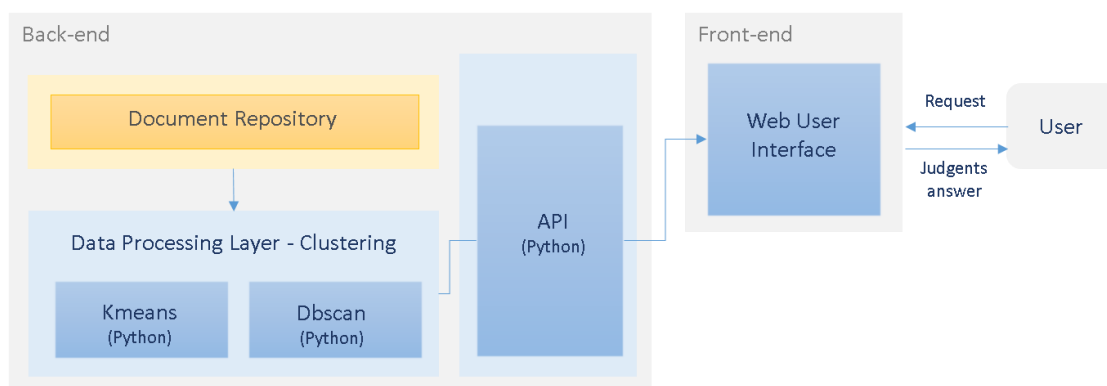 Back-end
Document Repository
Data Processing Layer - Clustering
Kmeans
(Python)
Dbscan
(Python)
API
(Python)
Front-end
Web User
Interface
Request
Judgents
answer
User